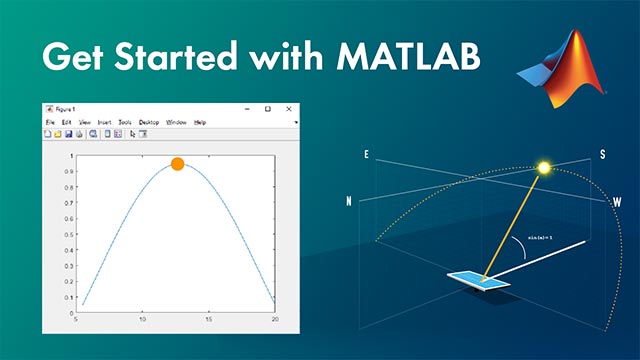 Get Started with MATLAB
Figure 1
File Edit View Insert Tools Desktop Window Help
1
0.9
0.8
0.7
0.6
0.5
0.4
0.3
0.2
0.1
0
5 10 15 20
E S
N W
sin(a)=1